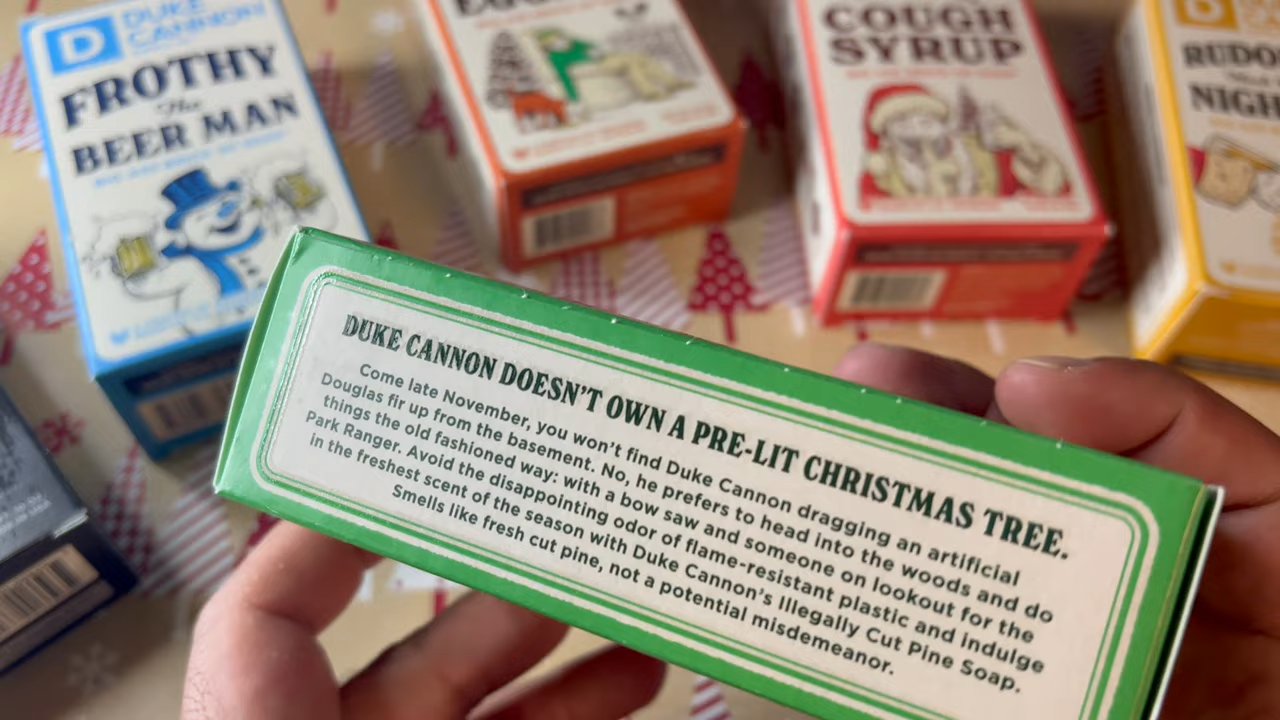 DUKE
CANNON
FROTHY
The
BEER MAN
COUGH
SYRUP
DUKE CANNON DOESN'T OWN A PRE-LIT CHRISTMAS TREE.
Come late November, you won't find Duke Cannon dragging an artificial
Douglas fir up from the basement. No, he prefers to head into the woods and do
things the old fashioned way: with a bow saw and someone on lookout for the
Park Ranger. Avoid the disappointing odor of flame-resistant plastic and indulge
in the freshest scent of the season with Duke Cannon's Illegally Cut Pine Soap.
Smells like fresh cut pine, not a potential misdemeanor.